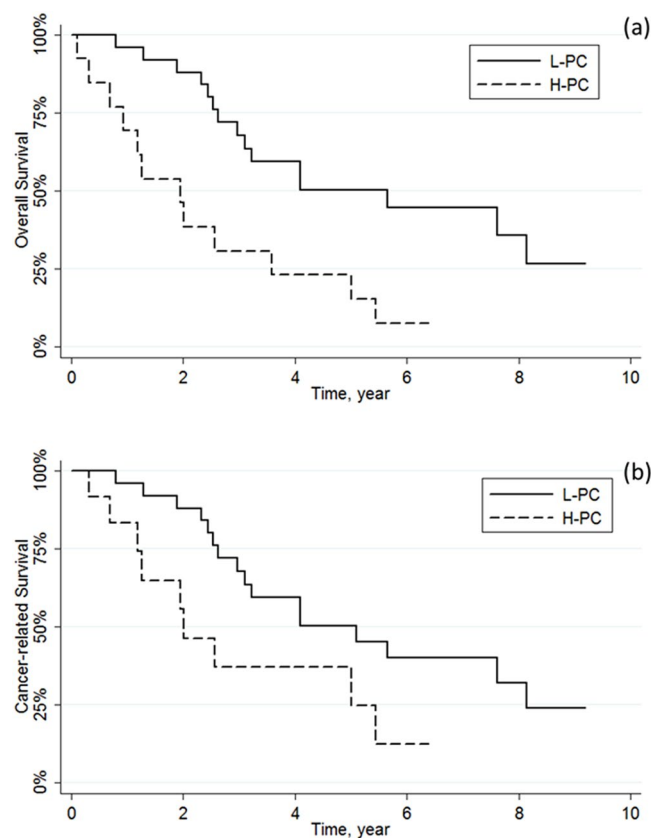 (a)
100%
75%
50%
25%
0%
Overall Survival
L-PC
H-PC
0 2 4 6 8 10
Time, year
(b)
100%
75%
50%
25%
0%
Cancer-related Survival
L-PC
H-PC
0 2 4 6 8 10
Time, year